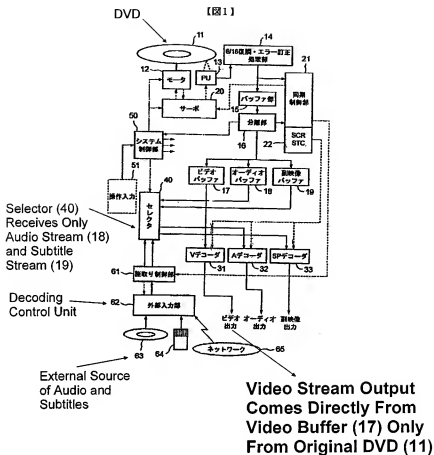 【図1】
DVD
11
14
8/16復調・エラー訂正
処理部
21
12
モータ
PU
13
20
サーボ
バッファ部
15
同期
制御部
分離部
16
SCR
STC
22
50
システム
制御部
51
操作入力
ビデオ
バッファ
17
オーディオ
バッファ
18
副映像
バッファ
19
40
セレクタ
Selector (40)
Receives Only
Audio Stream (18)
and Subtitle
Stream (19)
Vデコーダ
31
Aデコーダ
32
SPデコーダ
33
61
制御部
Decoding
Control Unit
62
外部入力部
ビデオ
出力
オーディオ
出力
副映像
出力
63
64
ネットワーク
65
External Source
of Audio and
Subtitles
Video Stream Output
Comes Directly From
Video Buffer (17) Only
From Original DVD (11)